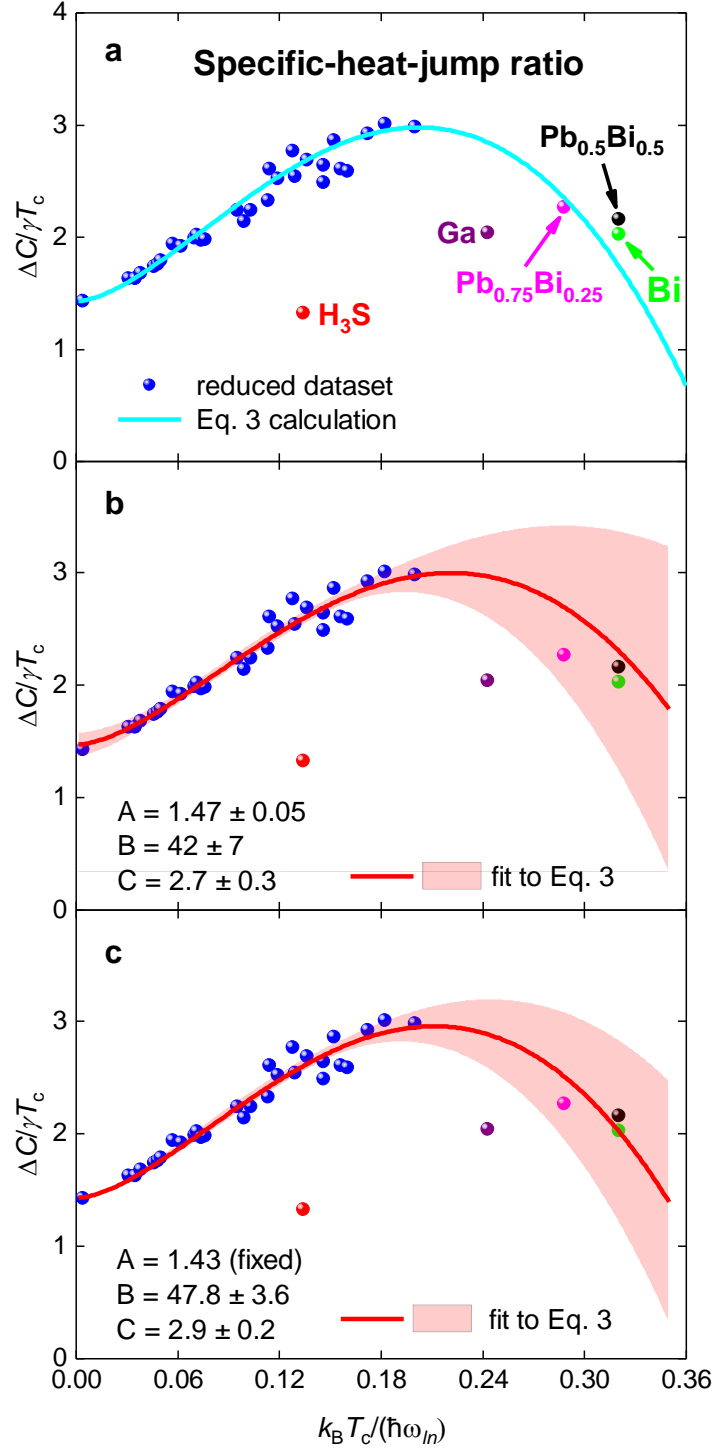 a
Specific-heat-jump ratio
4
3
2
1
0
ΔC/γTc
Pb0.5Bi0.5
Ga
Pb0.75Bi0.25
Bi
H3S
reduced dataset
Eq. 3 calculation
b
3
2
1
0
ΔC/γTc
A = 1.47 ± 0.05
B = 42 ± 7
C = 2.7 ± 0.3
fit to Eq. 3
c
3
2
1
0
ΔC/γTc
A = 1.43 (fixed)
B = 47.8 ± 3.6
C = 2.9 ± 0.2
fit to Eq. 3
0.00 0.06 0.12 0.18 0.24 0.30 0.36
kBTc/(ħωln)